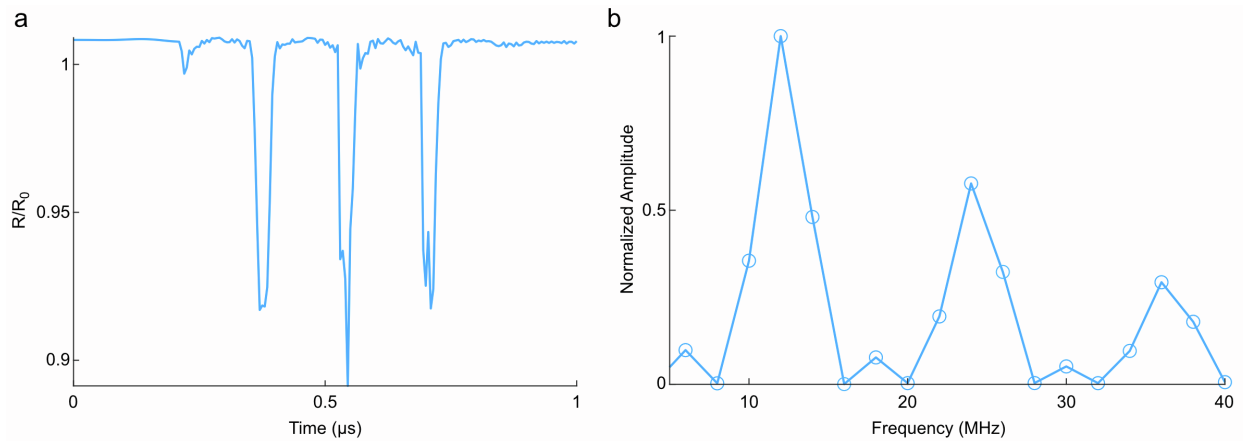 a
R/R0
1
0.95
0.9
0
0.5
1
Time (μs)
b
Normalized Amplitude
1
0.5
0
10
20
30
40
Frequency (MHz)